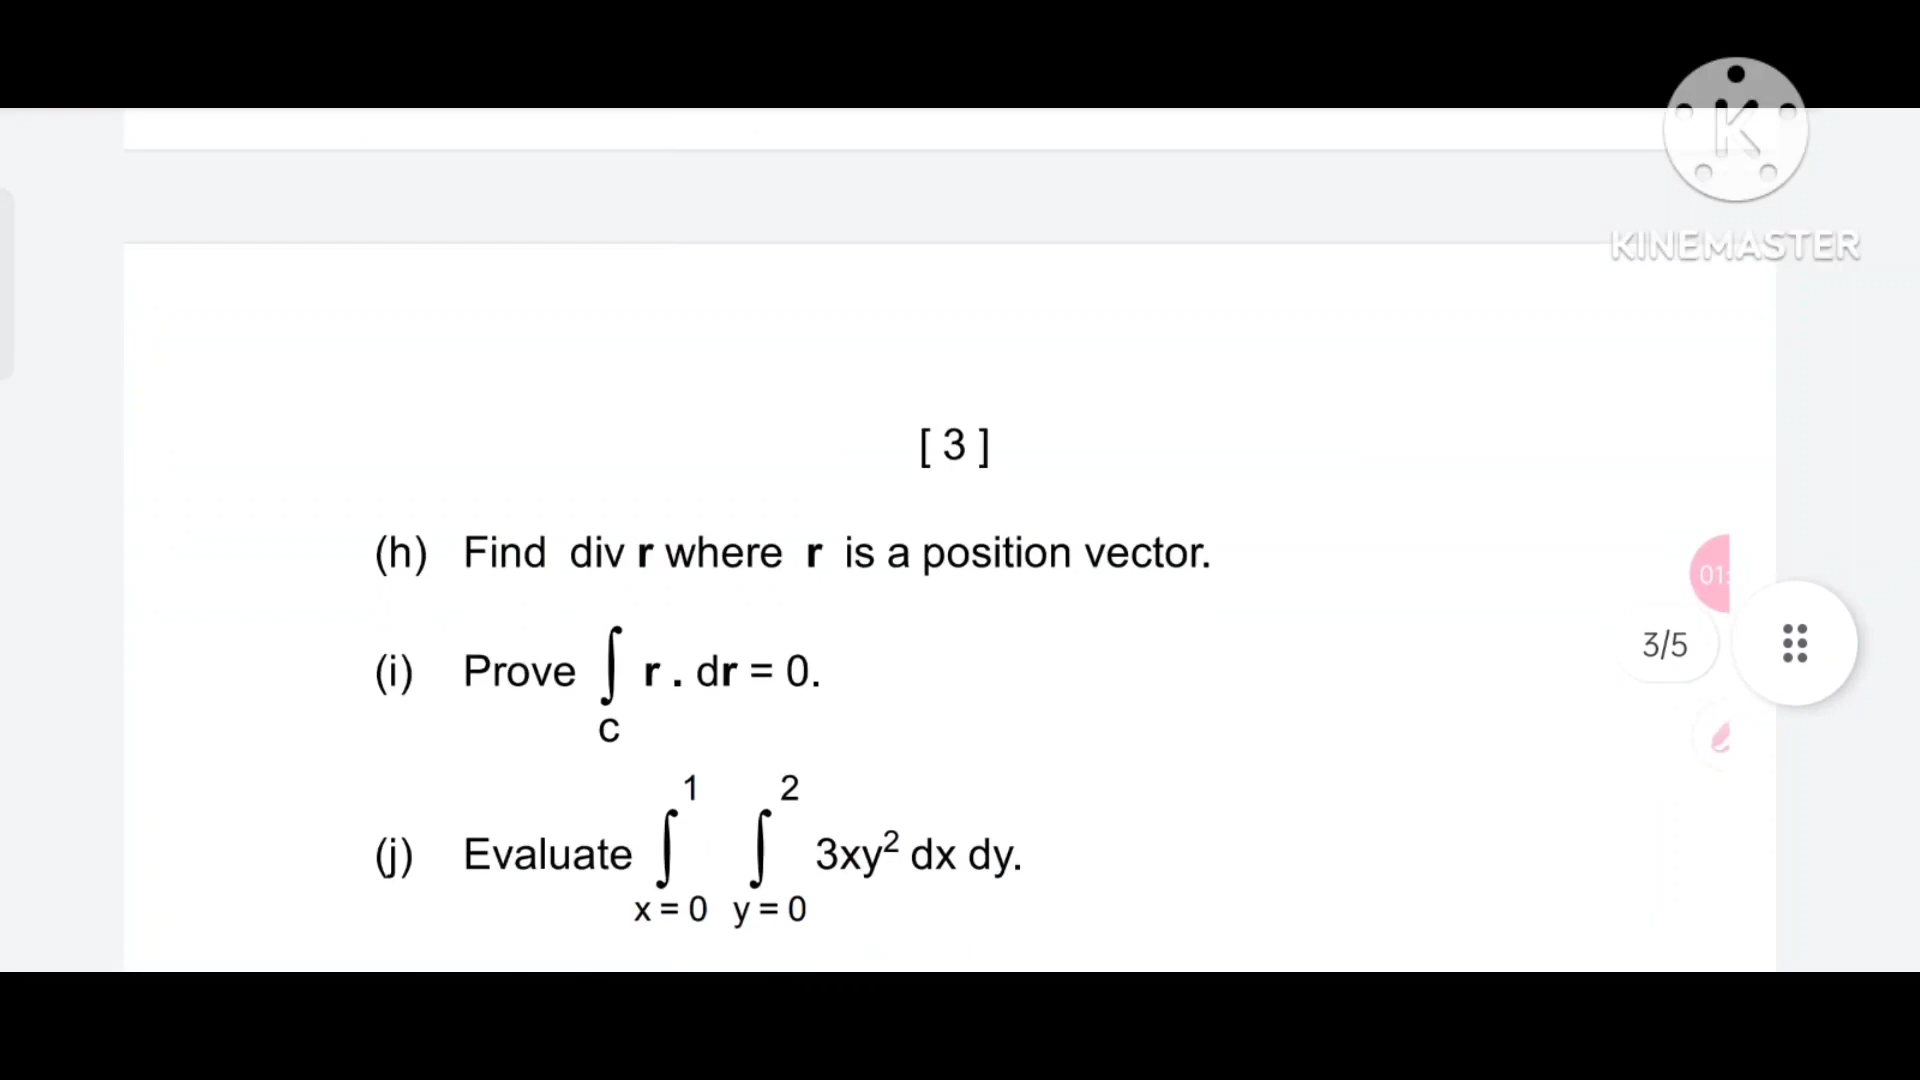 K
KINEMASTER
[ 3 ]
(h) Find div r where r is a position vector.
01:
3/5
(i) Prove ∫ r . dr = 0.
C
1 2
(j) Evaluate ∫ ∫ 3xy² dx dy.
x = 0 y = 0